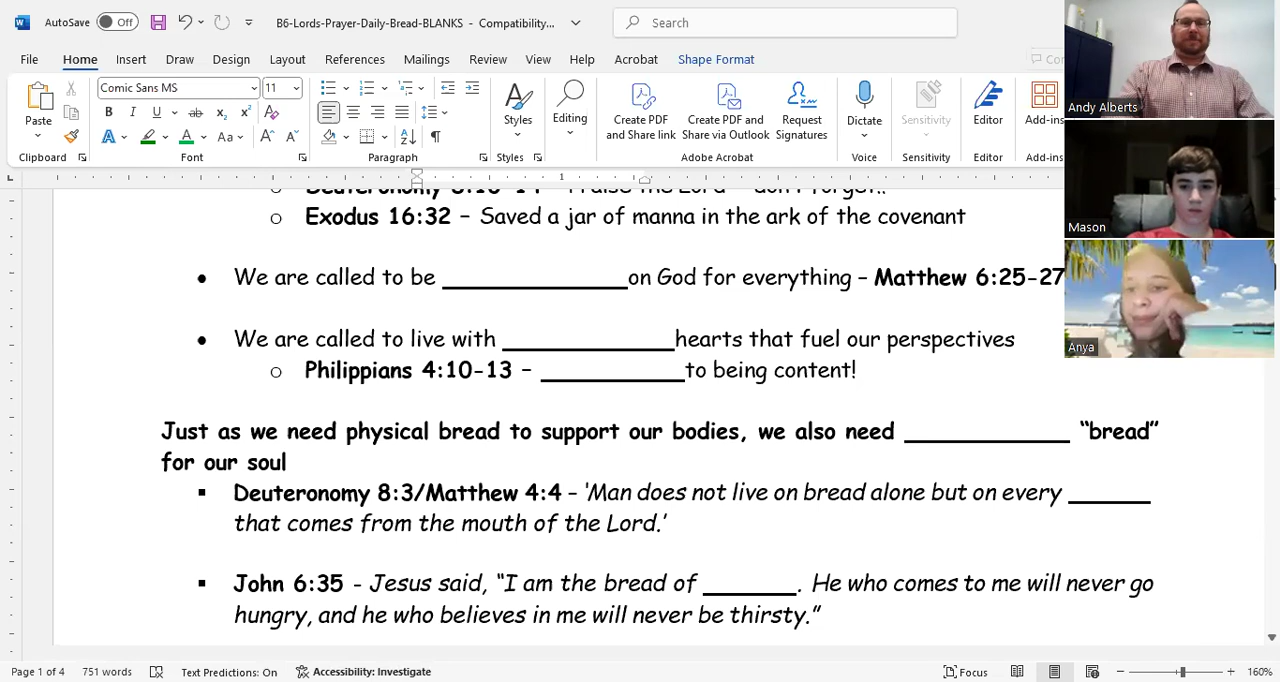 AutoSave Off B6-Lords-Prayer-Daily-Bread-BLANKS - Compatibility... Search
File Home Insert Draw Design Layout References Mailings Review View Help Acrobat Shape Format
Comic Sans MS 11
Paste Styles Editing Create PDF and Share link Create PDF and Share via Outlook Request Signatures Dictate Sensitivity Editor Add-ins
Clipboard Font Paragraph Styles Adobe Acrobat Voice Sensitivity Editor Add-ins
Andy Alberts
Mason
Anya
1
○ Exodus 16:32 – Saved a jar of manna in the ark of the covenant
• We are called to be ______________on God for everything – Matthew 6:25-27
• We are called to live with _____________hearts that fuel our perspectives
○ Philippians 4:10-13 – ___________to being content!
Just as we need physical bread to support our bodies, we also need ____________ “bread”
for our soul
▪ Deuteronomy 8:3/Matthew 4:4 – ‘Man does not live on bread alone but on every ______
that comes from the mouth of the Lord.’
▪ John 6:35 - Jesus said, “I am the bread of _______. He who comes to me will never go
hungry, and he who believes in me will never be thirsty.”
Page 1 of 4 751 words Text Predictions: On Accessibility: Investigate Focus 160%